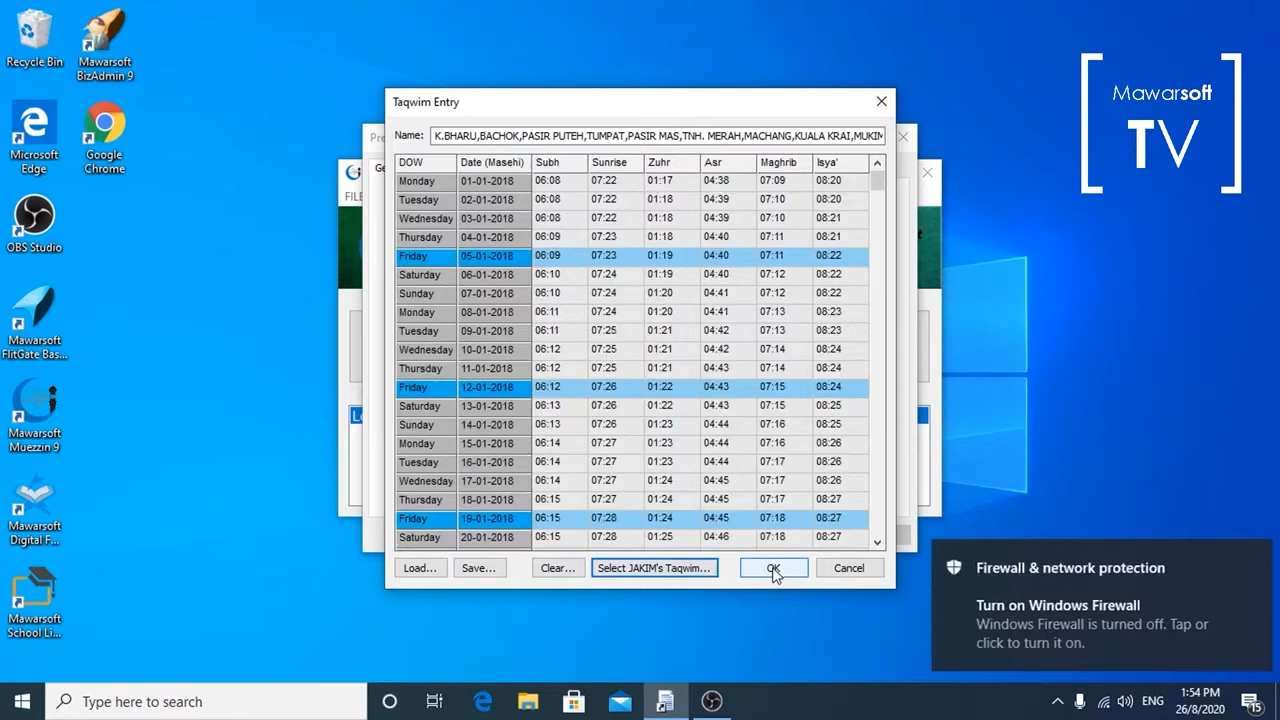 Recycle Bin
Mawarsoft
BizAdmin 9
Microsoft
Edge
Google
Chrome
OBS Studio
Mawarsoft
FlitGate Bas...
Mawarsoft
Muezzin 9
Mawarsoft
Digital F...
Mawarsoft
School Li...
Mawarsoft
TV
Pre
Ge
FILE
Taqwim Entry
Name: K.BHARU,BACHOK,PASIR PUTEH,TUMPAT,PASIR MAS,TNH. MERAH,MACHANG,KUALA KRAI,MUKIM
DOW Date (Masehi) Subh Sunrise Zuhr Asr Maghrib Isya'
Monday 01-01-2018 06:08 07:22 01:17 04:38 07:09 08:20
Tuesday 02-01-2018 06:08 07:22 01:18 04:39 07:10 08:20
Wednesday 03-01-2018 06:08 07:22 01:18 04:39 07:10 08:21
Thursday 04-01-2018 06:09 07:23 01:18 04:40 07:11 08:21
Friday 05-01-2018 06:09 07:23 01:19 04:40 07:11 08:22
Saturday 06-01-2018 06:10 07:24 01:19 04:40 07:12 08:22
Sunday 07-01-2018 06:10 07:24 01:20 04:41 07:12 08:22
Monday 08-01-2018 06:11 07:24 01:20 04:41 07:13 08:23
Tuesday 09-01-2018 06:11 07:25 01:21 04:42 07:13 08:23
Wednesday 10-01-2018 06:12 07:25 01:21 04:42 07:14 08:24
Thursday 11-01-2018 06:12 07:25 01:21 04:43 07:14 08:24
Friday 12-01-2018 06:12 07:26 01:22 04:43 07:15 08:24
Saturday 13-01-2018 06:13 07:26 01:22 04:43 07:15 08:25
Sunday 14-01-2018 06:13 07:26 01:23 04:44 07:16 08:25
Monday 15-01-2018 06:14 07:27 01:23 04:44 07:16 08:26
Tuesday 16-01-2018 06:14 07:27 01:23 04:44 07:17 08:26
Wednesday 17-01-2018 06:14 07:27 01:24 04:45 07:17 08:26
Thursday 18-01-2018 06:15 07:27 01:24 04:45 07:17 08:27
Friday 19-01-2018 06:15 07:28 01:24 04:45 07:18 08:27
Saturday 20-01-2018 06:15 07:28 01:25 04:46 07:18 08:27
Load... Save... Clear... Select JAKIM's Taqwim... OK Cancel
Firewall & network protection
Turn on Windows Firewall
Windows Firewall is turned off. Tap or
click to turn it on.
Type here to search
ENG
1:54 PM
26/8/2020
15